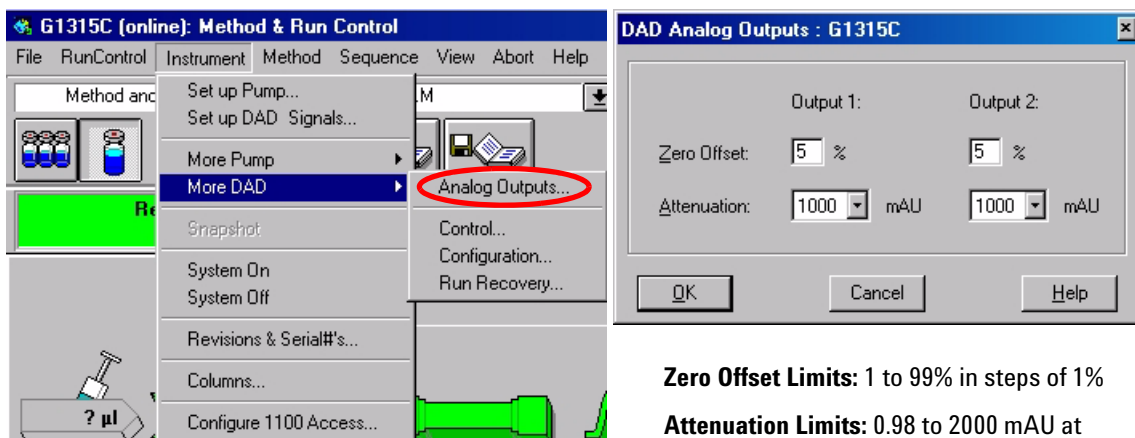 G1315C (online): Method & Run Control
File RunControl Instrument Method Sequence View Abort Help
Method and
.M
Set up Pump...
Set up DAD Signals...
More Pump
More DAD
Snapshot
System On
System Off
Revisions & Serial#'s...
Columns...
Configure 1100 Access...
Analog Outputs...
Control...
Configuration...
Run Recovery...
Re
? µl
DAD Analog Outputs : G1315C
Output 1: Output 2:
Zero Offset: 5 % 5 %
Attenuation: 1000 mAU 1000 mAU
OK Cancel Help
Zero Offset Limits: 1 to 99% in steps of 1%
Attenuation Limits: 0.98 to 2000 mAU at